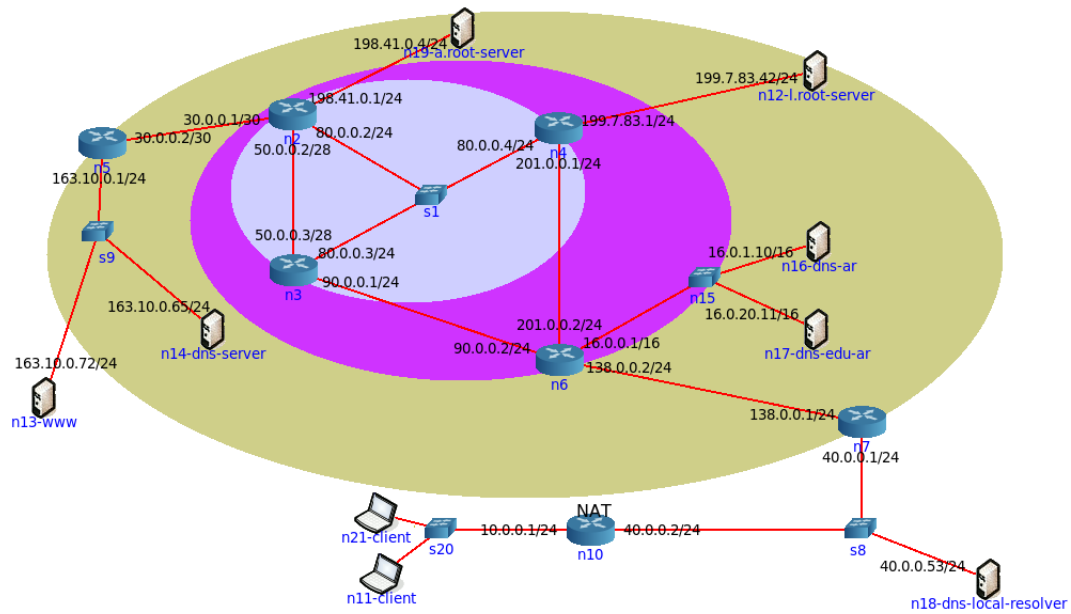 198.41.0.4/24
n19-a.root-server
199.7.83.42/24
n12-l.root-server
198.41.0.1/24
30.0.0.1/30
n2
80.0.0.2/24
50.0.0.2/28
30.0.0.2/30
n5
199.7.83.1/24
n4
80.0.0.4/24
201.0.0.1/24
163.10.0.1/24
s1
s9
50.0.0.3/28
80.0.0.3/24
90.0.0.1/24
n3
16.0.1.10/16
n16-dns-ar
n15
16.0.20.11/16
n17-dns-edu-ar
163.10.0.65/24
n14-dns-server
201.0.0.2/24
90.0.0.2/24
16.0.0.1/16
138.0.0.2/24
n6
163.10.0.72/24
n13-www
138.0.0.1/24
n7
40.0.0.1/24
NAT
n21-client
s20
10.0.0.1/24
n10
40.0.0.2/24
s8
n11-client
40.0.0.53/24
n18-dns-local-resolver